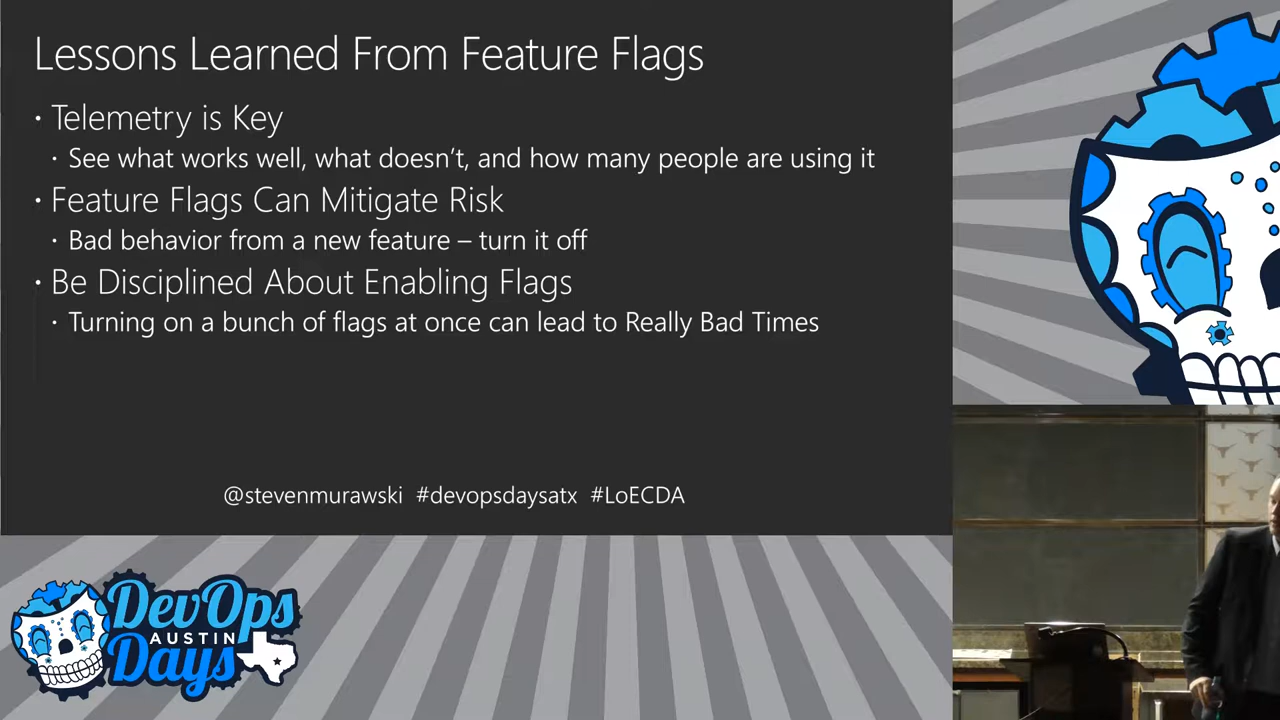 Lessons Learned From Feature Flags
• Telemetry is Key
• See what works well, what doesn't, and how many people are using it
• Feature Flags Can Mitigate Risk
• Bad behavior from a new feature – turn it off
• Be Disciplined About Enabling Flags
• Turning on a bunch of flags at once can lead to Really Bad Times
@stevenmurawski #devopsdaysatx #LoECDA
DevOps
AUSTIN
Days